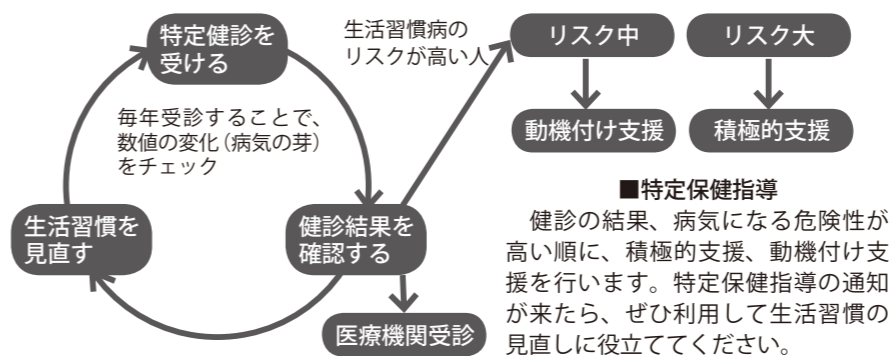 特定健診を
受ける
毎年受診することで、
数値の変化(病気の芽)
をチェック
生活習慣を
見直す
健診結果を
確認する
医療機関受診
生活習慣病の
リスクが高い人
リスク中
リスク大
動機付け支援
積極的支援
■特定保健指導
　健診の結果、病気になる危険性が
高い順に、積極的支援、動機付け支
援を行います。特定保健指導の通知
が来たら、ぜひ利用して生活習慣の
見直しに役立ててください。